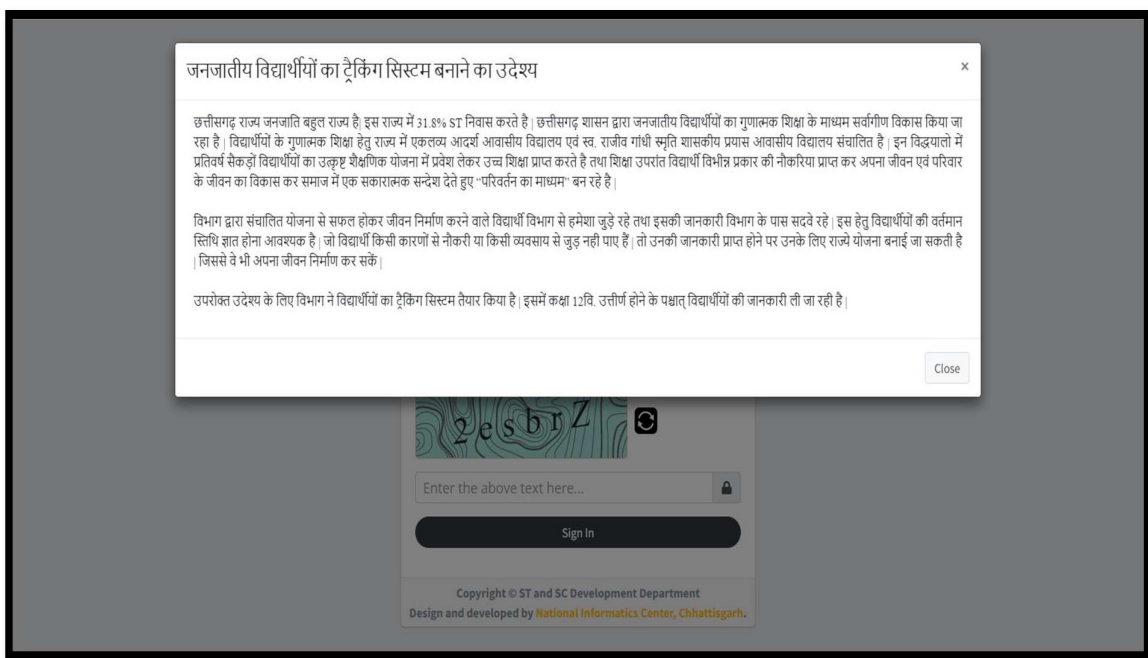 जनजातीय विद्यार्थीयों का ट्रैकिंग सिस्टम बनाने का उदेश्य
×
छत्तीसगढ़ राज्य जनजाति बहुल राज्य है| इस राज्य में 31.8% ST निवास करते है | छत्तीसगढ़ शासन द्वारा जनजातीय विद्यार्थीयों का गुणात्मक शिक्षा के माध्यम सर्वागीण विकास किया जा
रहा है | विद्यार्थीयों के गुणात्मक शिक्षा हेतु राज्य में एकलव्य आदर्श आवासीय विद्यालय एवं स्व. राजीव गांधी स्मृति शासकीय प्रयास आवासीय विद्यालय संचालित है | इन विद्धयालो में
प्रतिवर्ष सैकड़ों विद्यार्थीयों का उत्कृष्ट शैक्षणिक योजना में प्रवेश लेकर उच्च शिक्षा प्राप्त करते है तथा शिक्षा उपरांत विद्यार्थी विभीन्न प्रकार की नौकरिया प्राप्त कर अपना जीवन एवं परिवार
के जीवन का विकास कर समाज में एक सकारात्मक सन्देश देते हुए "परिवर्तन का माध्यम" बन रहे है |
विभाग द्वारा संचालित योजना से सफल होकर जीवन निर्माण करने वाले विद्यार्थी विभाग से हमेशा जुड़े रहे तथा इसकी जानकारी विभाग के पास सदवे रहे | इस हेतु विद्यार्थीयों की वर्तमान
स्तिथि ज्ञात होना आवश्यक है | जो विद्यार्थी किसी कारणों से नौकरी या किसी व्यवसाय से जुड़ नही पाए हैं | तो उनकी जानकारी प्राप्त होने पर उनके लिए राज्ये योजना बनाई जा सकती है
| जिससे वे भी अपना जीवन निर्माण कर सकें |
उपरोक्त उदेश्य के लिए विभाग ने विद्यार्थीयों का ट्रैकिंग सिस्टम तैयार किया है | इसमें कक्षा 12वि. उत्तीर्ण होने के पश्चात् विद्यार्थीयों की जानकारी ली जा रही है |
Close
2esbrZ
Enter the above text here...
Sign In
Copyright © ST and SC Development Department
Design and developed by National Informatics Center, Chhattisgarh.